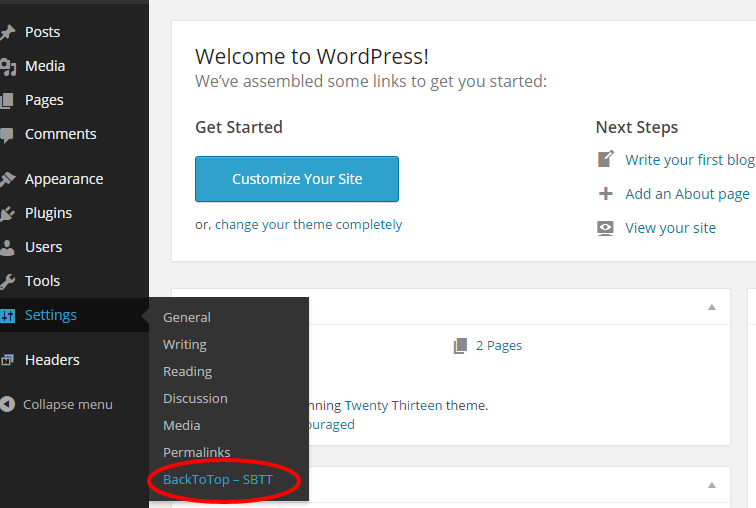 Posts
Media
Pages
Comments
Appearance
Plugins
Users
Tools
Settings
Headers
Collapse menu
General
Writing
Reading
Discussion
Media
Permalinks
BackToTop – SBTT
Welcome to WordPress!
We've assembled some links to get you started:
Get Started
Customize Your Site
or, change your theme completely
Next Steps
Write your first blog
Add an About page
View your site
2 Pages
Twenty Thirteen theme.